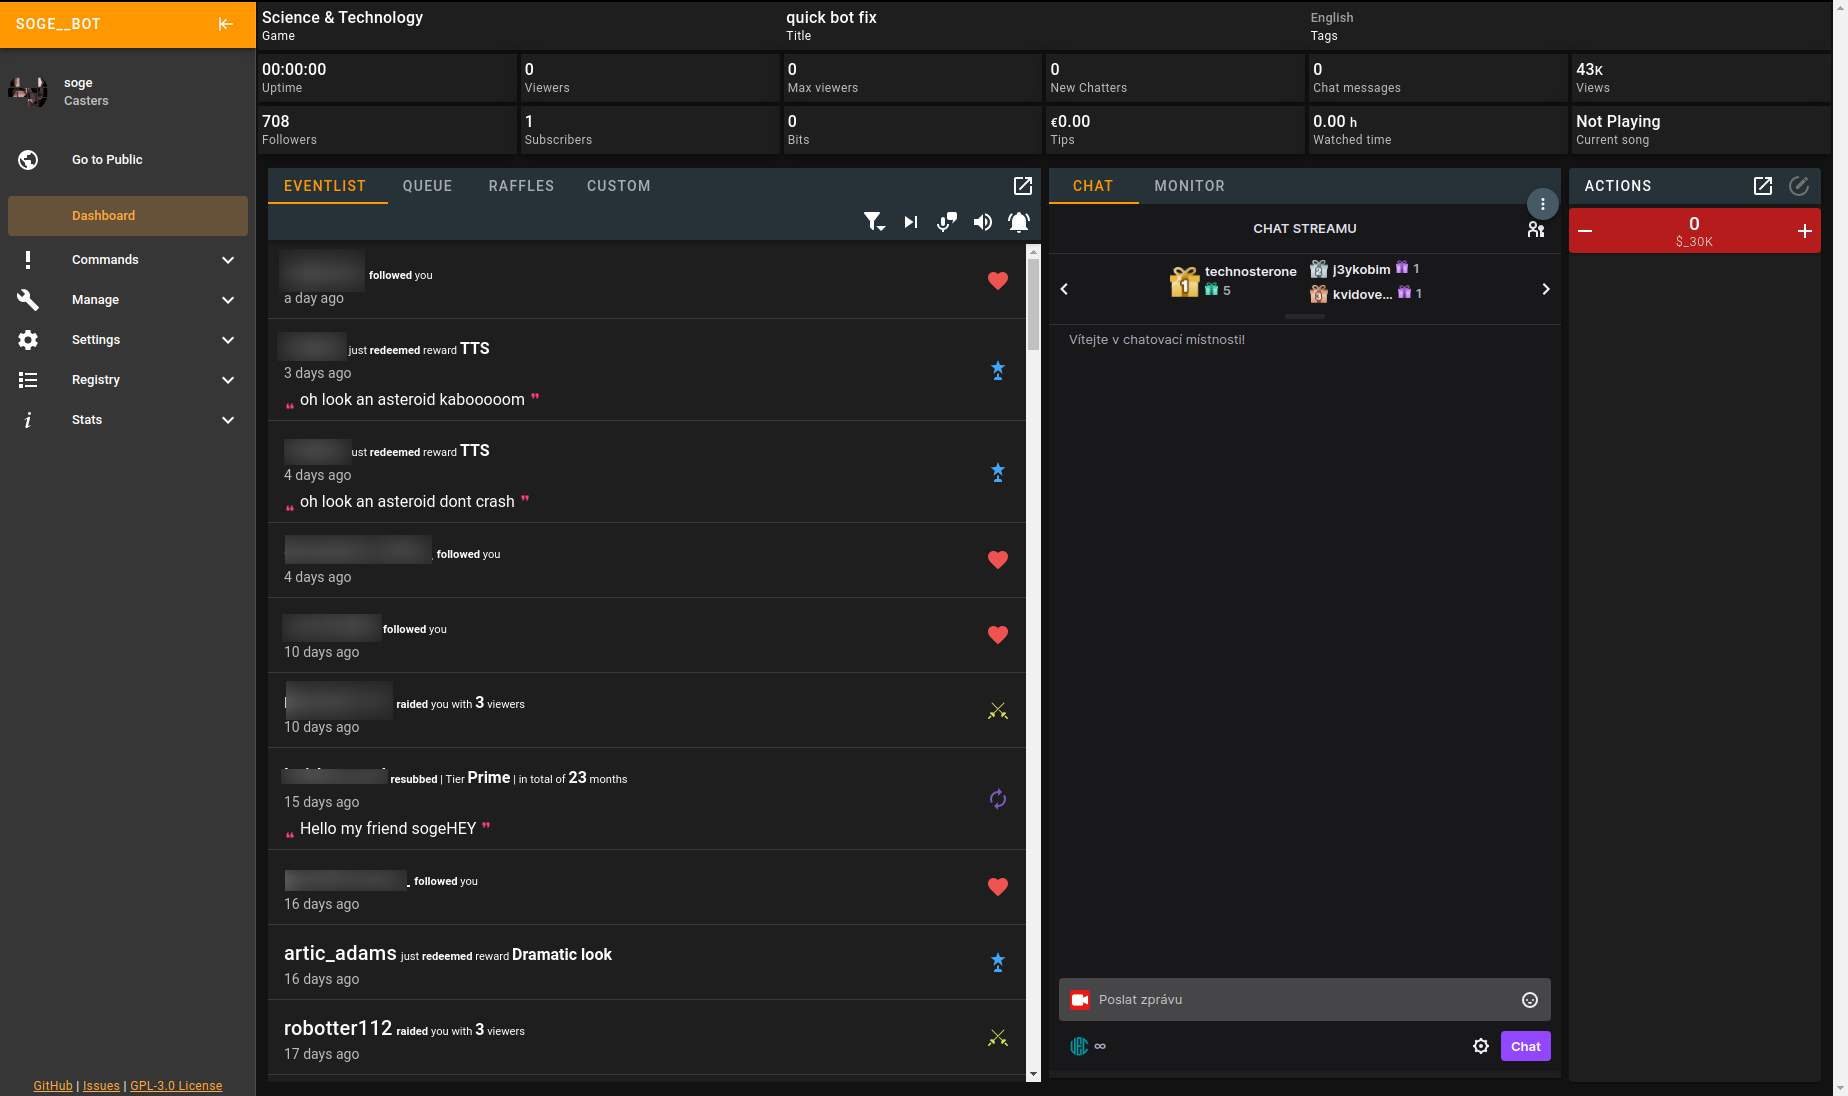 SOGE__BOT
soge
Casters
Go to Public
Dashboard
Commands
Manage
Settings
Registry
Stats
GitHub | Issues | GPL-3.0 License
Science & Technology
Game
quick bot fix
Title
English
Tags
00:00:00
Uptime
0
Viewers
0
Max viewers
0
New Chatters
0
Chat messages
43K
Views
708
Followers
1
Subscribers
0
Bits
€0.00
Tips
0.00 h
Watched time
Not Playing
Current song
EVENTLIST QUEUE RAFFLES CUSTOM
followed you
a day ago
just redeemed reward TTS
3 days ago
„ oh look an asteroid kabooooom ”
ust redeemed reward TTS
4 days ago
„ oh look an asteroid dont crash ”
followed you
4 days ago
followed you
10 days ago
raided you with 3 viewers
10 days ago
resubbed | Tier Prime | in total of 23 months
15 days ago
„ Hello my friend sogeHEY ”
followed you
16 days ago
artic_adams just redeemed reward Dramatic look
16 days ago
robotter112 raided you with 3 viewers
17 days ago
CHAT MONITOR
CHAT STREAMU
1 technosterone
5
2 j3ykobim 1
3 kvidove... 1
Vítejte v chatovací místnosti!
Poslat zprávu
∞
Chat
ACTIONS
0
$_30K